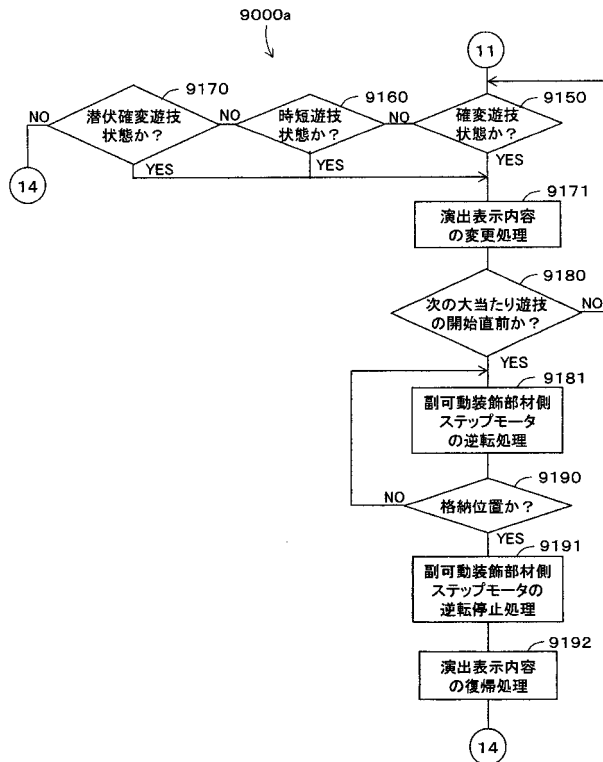 9000a
11
9170
9160
9150
潜伏確変遊技
状態か?
時短遊技
状態か?
確変遊技
状態か?
NO
NO
NO
YES
YES
YES
14
9171
演出表示内容
の変更処理
9180
次の大当たり遊技
の開始直前か?
NO
YES
9181
副可動装飾部材側
ステップモータ
の逆転処理
9190
格納位置か?
NO
YES
9191
副可動装飾部材側
ステップモータの
逆転停止処理
9192
演出表示内容
の復帰処理
14